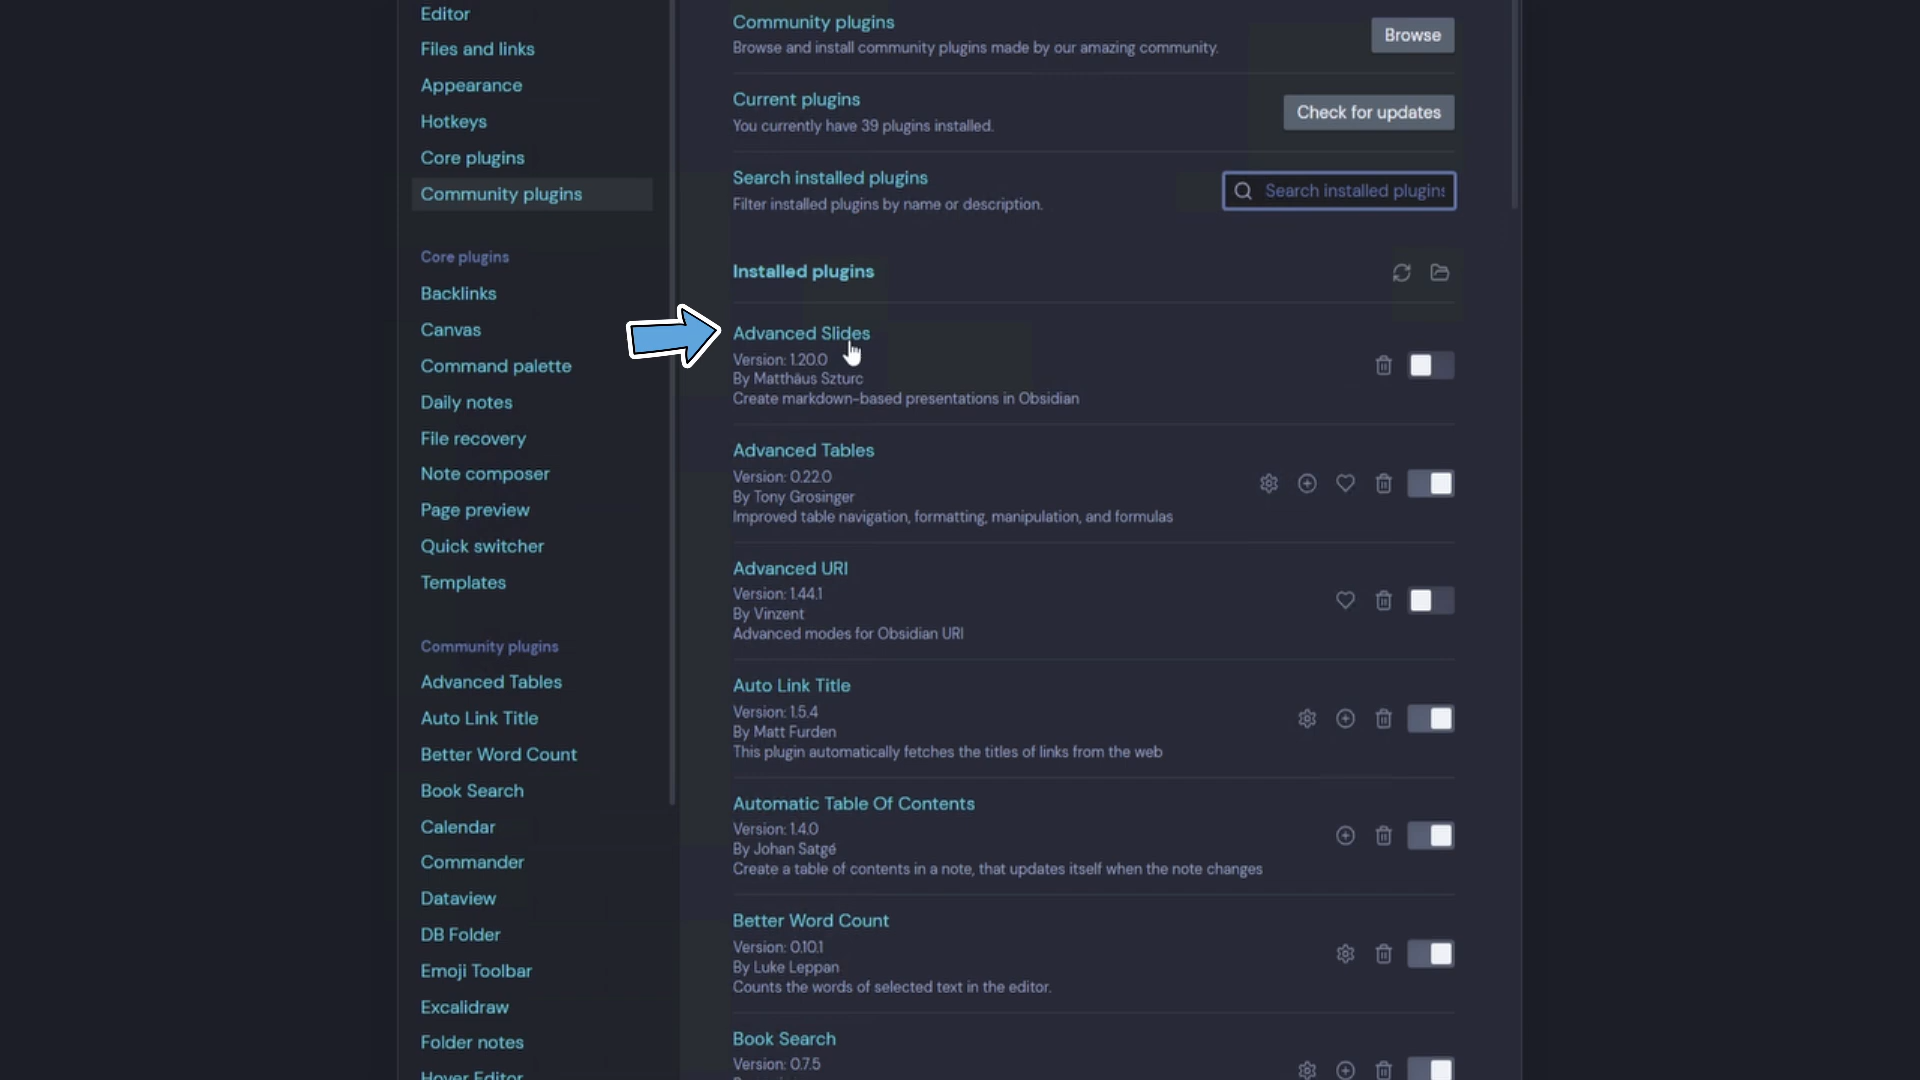 Editor
Files and links
Appearance
Hotkeys
Core plugins
Community plugins
Core plugins
Backlinks
Canvas
Command palette
Daily notes
File recovery
Note composer
Page preview
Quick switcher
Templates
Community plugins
Advanced Tables
Auto Link Title
Better Word Count
Book Search
Calendar
Commander
Dataview
DB Folder
Emoji Toolbar
Excalidraw
Folder notes
Hover Editor
Community plugins
Browse and install community plugins made by our amazing community.
Browse
Current plugins
You currently have 39 plugins installed.
Check for updates
Search installed plugins
Filter installed plugins by name or description.
Search installed plugins
Installed plugins
Advanced Slides
Version: 1.20.0
By Matthäus Szturc
Create markdown-based presentations in Obsidian
Advanced Tables
Version: 0.22.0
By Tony Grosinger
Improved table navigation, formatting, manipulation, and formulas
Advanced URI
Version: 1.44.1
By Vinzent
Advanced modes for Obsidian URI
Auto Link Title
Version: 1.5.4
By Matt Furden
This plugin automatically fetches the titles of links from the web
Automatic Table Of Contents
Version: 1.4.0
By Johan Satgé
Create a table of contents in a note, that updates itself when the note changes
Better Word Count
Version: 0.10.1
By Luke Leppan
Counts the words of selected text in the editor.
Book Search
Version: 0.7.5